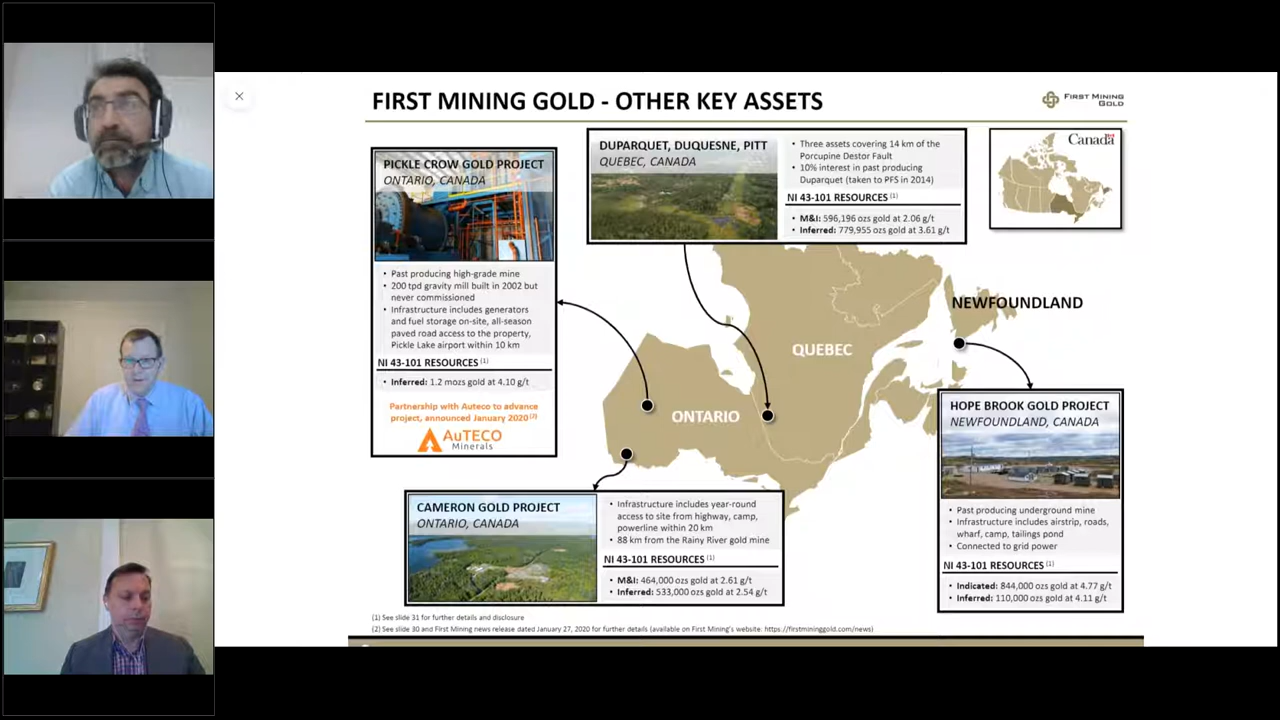 FIRST MINING GOLD - OTHER KEY ASSETS
FIRST MINING
GOLD
PICKLE CROW GOLD PROJECT
ONTARIO, CANADA
• Past producing high-grade mine
• 200 tpd gravity mill built in 2002 but
never commissioned
• Infrastructure includes generators
and fuel storage on-site, all-season
paved road access to the property,
Pickle Lake airport within 10 km
NI 43-101 RESOURCES (1)
• Inferred: 1.2 mozs gold at 4.10 g/t
Partnership with Auteco to advance
project, announced January 2020(2)
AuTECO
Minerals
DUPARQUET, DUQUESNE, PITT
QUEBEC, CANADA
• Three assets covering 14 km of the
Porcupine Destor Fault
• 10% interest in past producing
Duparquet (taken to PFS in 2014)
NI 43-101 RESOURCES (1)
• M&I: 596,196 ozs gold at 2.06 g/t
• Inferred: 779,955 ozs gold at 3.61 g/t
Canada
NEWFOUNDLAND
QUEBEC
ONTARIO
HOPE BROOK GOLD PROJECT
NEWFOUNDLAND, CANADA
• Past producing underground mine
• Infrastructure includes airstrip, roads,
wharf, camp, tailings pond
• Connected to grid power
NI 43-101 RESOURCES (1)
• Indicated: 844,000 ozs gold at 4.77 g/t
• Inferred: 110,000 ozs gold at 4.11 g/t
CAMERON GOLD PROJECT
ONTARIO, CANADA
• Infrastructure includes year-round
access to site from highway, camp,
powerline within 20 km
• 88 km from the Rainy River gold mine
NI 43-101 RESOURCES (1)
• M&I: 464,000 ozs gold at 2.61 g/t
• Inferred: 533,000 ozs gold at 2.54 g/t
(1) See slide 31 for further details and disclosure
(2) See slide 30 and First Mining news release dated January 27, 2020 for further details (available on First Mining's website: https://firstmininggold.com/news)